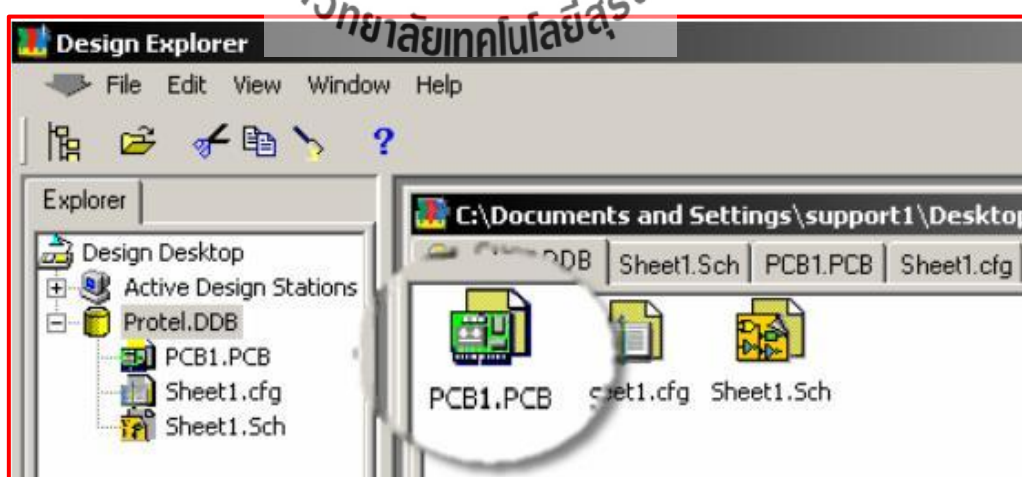 วิทยาลัยเทคโนโลยีสุร
Design Explorer
File Edit View Window Help
?
Explorer
C:\Documents and Settings\support1\Desktop
Design Desktop
Active Design Stations
Protel.DDB
PCB1.PCB
Sheet1.cfg
Sheet1.Sch
DDB Sheet1.Sch PCB1.PCB Sheet1.cfg
PCB1.PCB eet1.cfg Sheet1.Sch